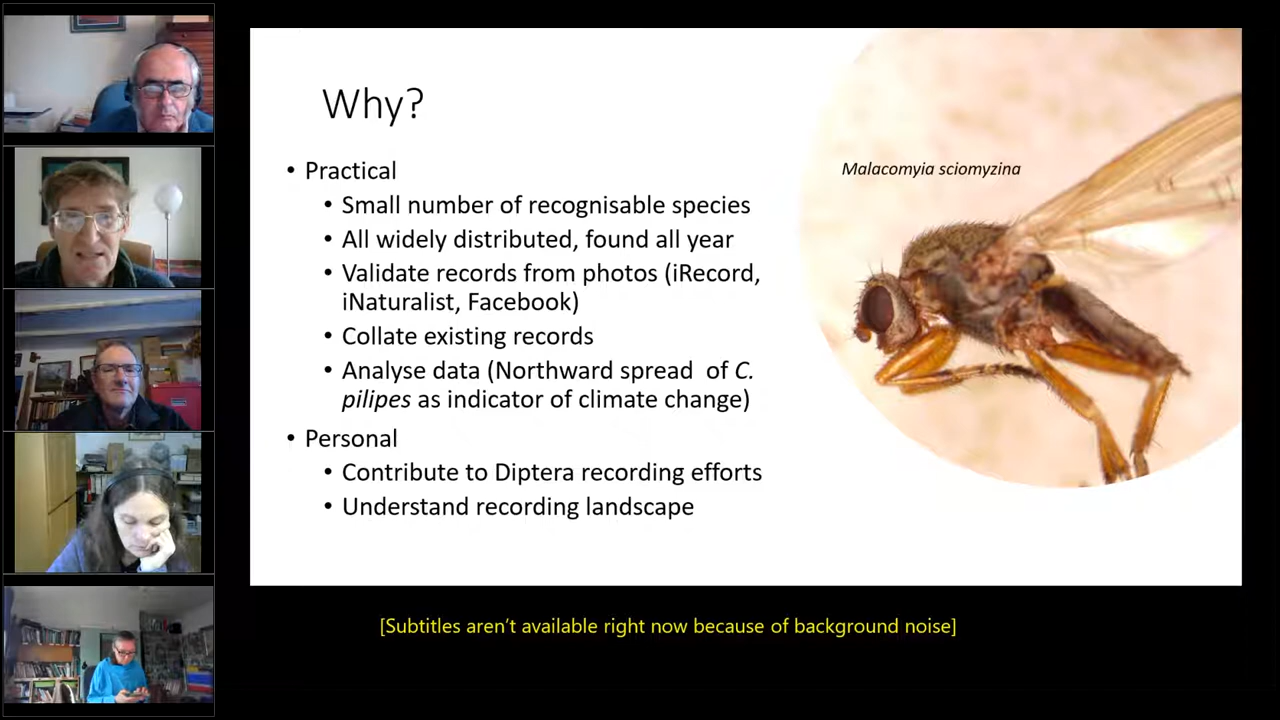 Why?
• Practical
• Small number of recognisable species
• All widely distributed, found all year
• Validate records from photos (iRecord,
iNaturalist, Facebook)
• Collate existing records
• Analyse data (Northward spread of C.
pilipes as indicator of climate change)
• Personal
• Contribute to Diptera recording efforts
• Understand recording landscape
Malacomyia sciomyzina
[Subtitles aren't available right now because of background noise]